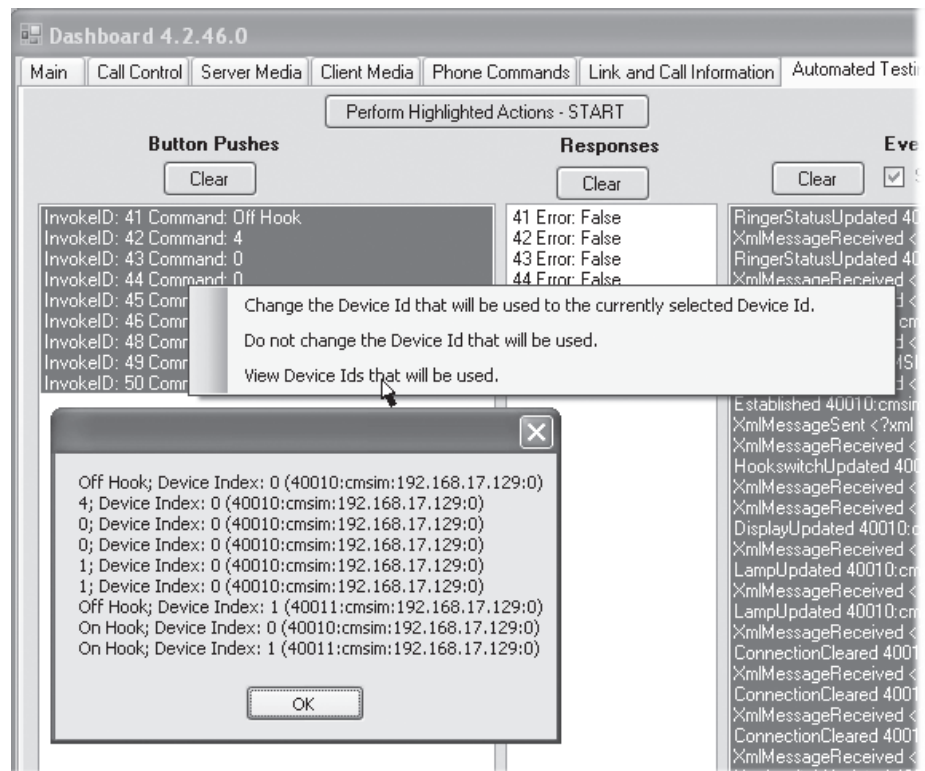 Dashboard 4.2.46.0
Main Call Control Server Media Client Media Phone Commands Link and Call Information Automated Testi
Perform Highlighted Actions - START
Button Pushes
Clear
InvokeID: 41 Command: Off Hook
InvokeID: 42 Command: 4
InvokeID: 43 Command: 0
InvokeID: 44 Command: 0
InvokeID: 45 Comm
InvokeID: 46 Comm
InvokeID: 48 Comm
InvokeID: 49 Comm
InvokeID: 50 Comm
Responses
Clear
41 Error: False
42 Error: False
43 Error: False
44 Error: False
Eve
Clear
RingerStatusUpdated 40
XmlMessageReceived <
RingerStatusUpdated 40
XmlMessageReceived <
Established 40010:cmsim
XmlMessageSent <?xml
XmlMessageReceived <
HookswitchUpdated 400
XmlMessageReceived <
XmlMessageReceived <
DisplayUpdated 40010:c
XmlMessageReceived <
LampUpdated 40010:cm
XmlMessageReceived <
LampUpdated 40010:cm
XmlMessageReceived <
ConnectionCleared 4001
XmlMessageReceived <
ConnectionCleared 4001
XmlMessageReceived <
ConnectionCleared 4001
XmlMessageReceived <
Change the Device Id that will be used to the currently selected Device Id.
Do not change the Device Id that will be used.
View Device Ids that will be used.
Off Hook; Device Index: 0 (40010:cmsim:192.168.17.129:0)
4; Device Index: 0 (40010:cmsim:192.168.17.129:0)
0; Device Index: 0 (40010:cmsim:192.168.17.129:0)
0; Device Index: 0 (40010:cmsim:192.168.17.129:0)
1; Device Index: 0 (40010:cmsim:192.168.17.129:0)
1; Device Index: 0 (40010:cmsim:192.168.17.129:0)
Off Hook; Device Index: 1 (40011:cmsim:192.168.17.129:0)
On Hook; Device Index: 0 (40010:cmsim:192.168.17.129:0)
On Hook; Device Index: 1 (40011:cmsim:192.168.17.129:0)
OK